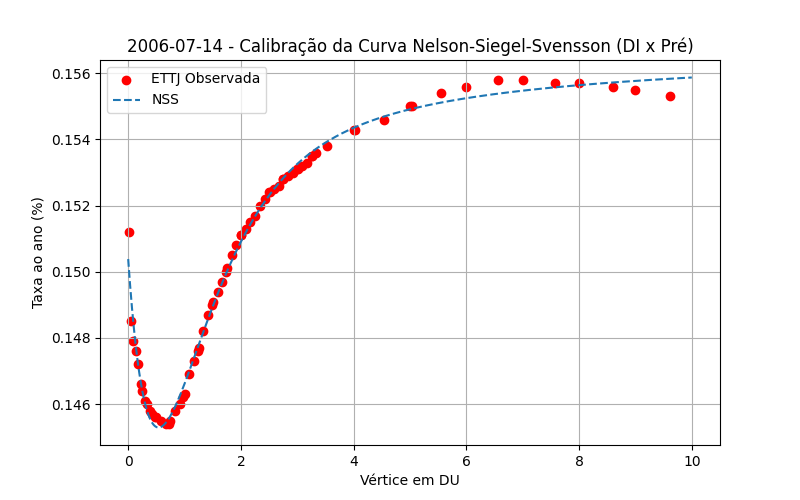 2006-07-14 - Calibração da Curva Nelson-Siegel-Svensson (DI x Pré)
ETTJ Observada
NSS
Taxa ao ano (%)
0.156
0.154
0.152
0.150
0.148
0.146
0 2 4 6 8 10
Vértice em DU